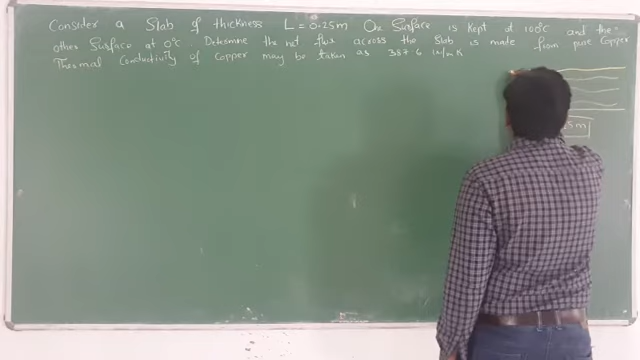 Consider a Slab of thickness L = 0.25m One Surface is kept at 100°C and the
other Surface at 0°C. Determine the net flux across the Slab is made from pure Copper
Thermal Conductivity of Copper may be taken as 387.6 W/mK
5m